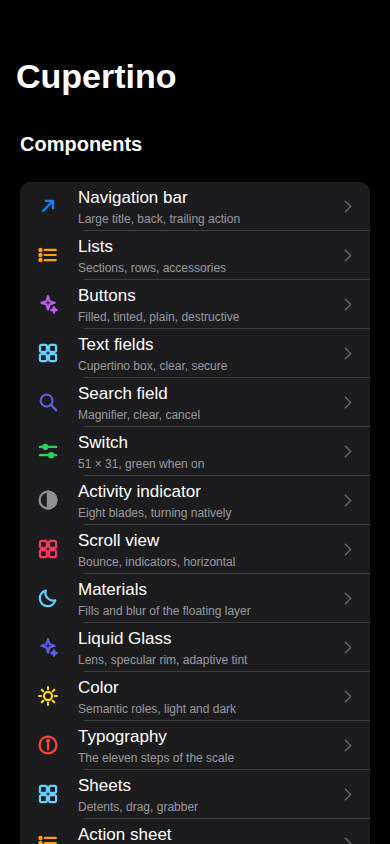 Cupertino
Components
Navigation bar
Large title, back, trailing action
Lists
Sections, rows, accessories
Buttons
Filled, tinted, plain, destructive
Text fields
Cupertino box, clear, secure
Search field
Magnifier, clear, cancel
Switch
51 × 31, green when on
Activity indicator
Eight blades, turning natively
Scroll view
Bounce, indicators, horizontal
Materials
Fills and blur of the floating layer
Liquid Glass
Lens, specular rim, adaptive tint
Color
Semantic roles, light and dark
Typography
The eleven steps of the scale
Sheets
Detents, drag, grabber
Action sheet